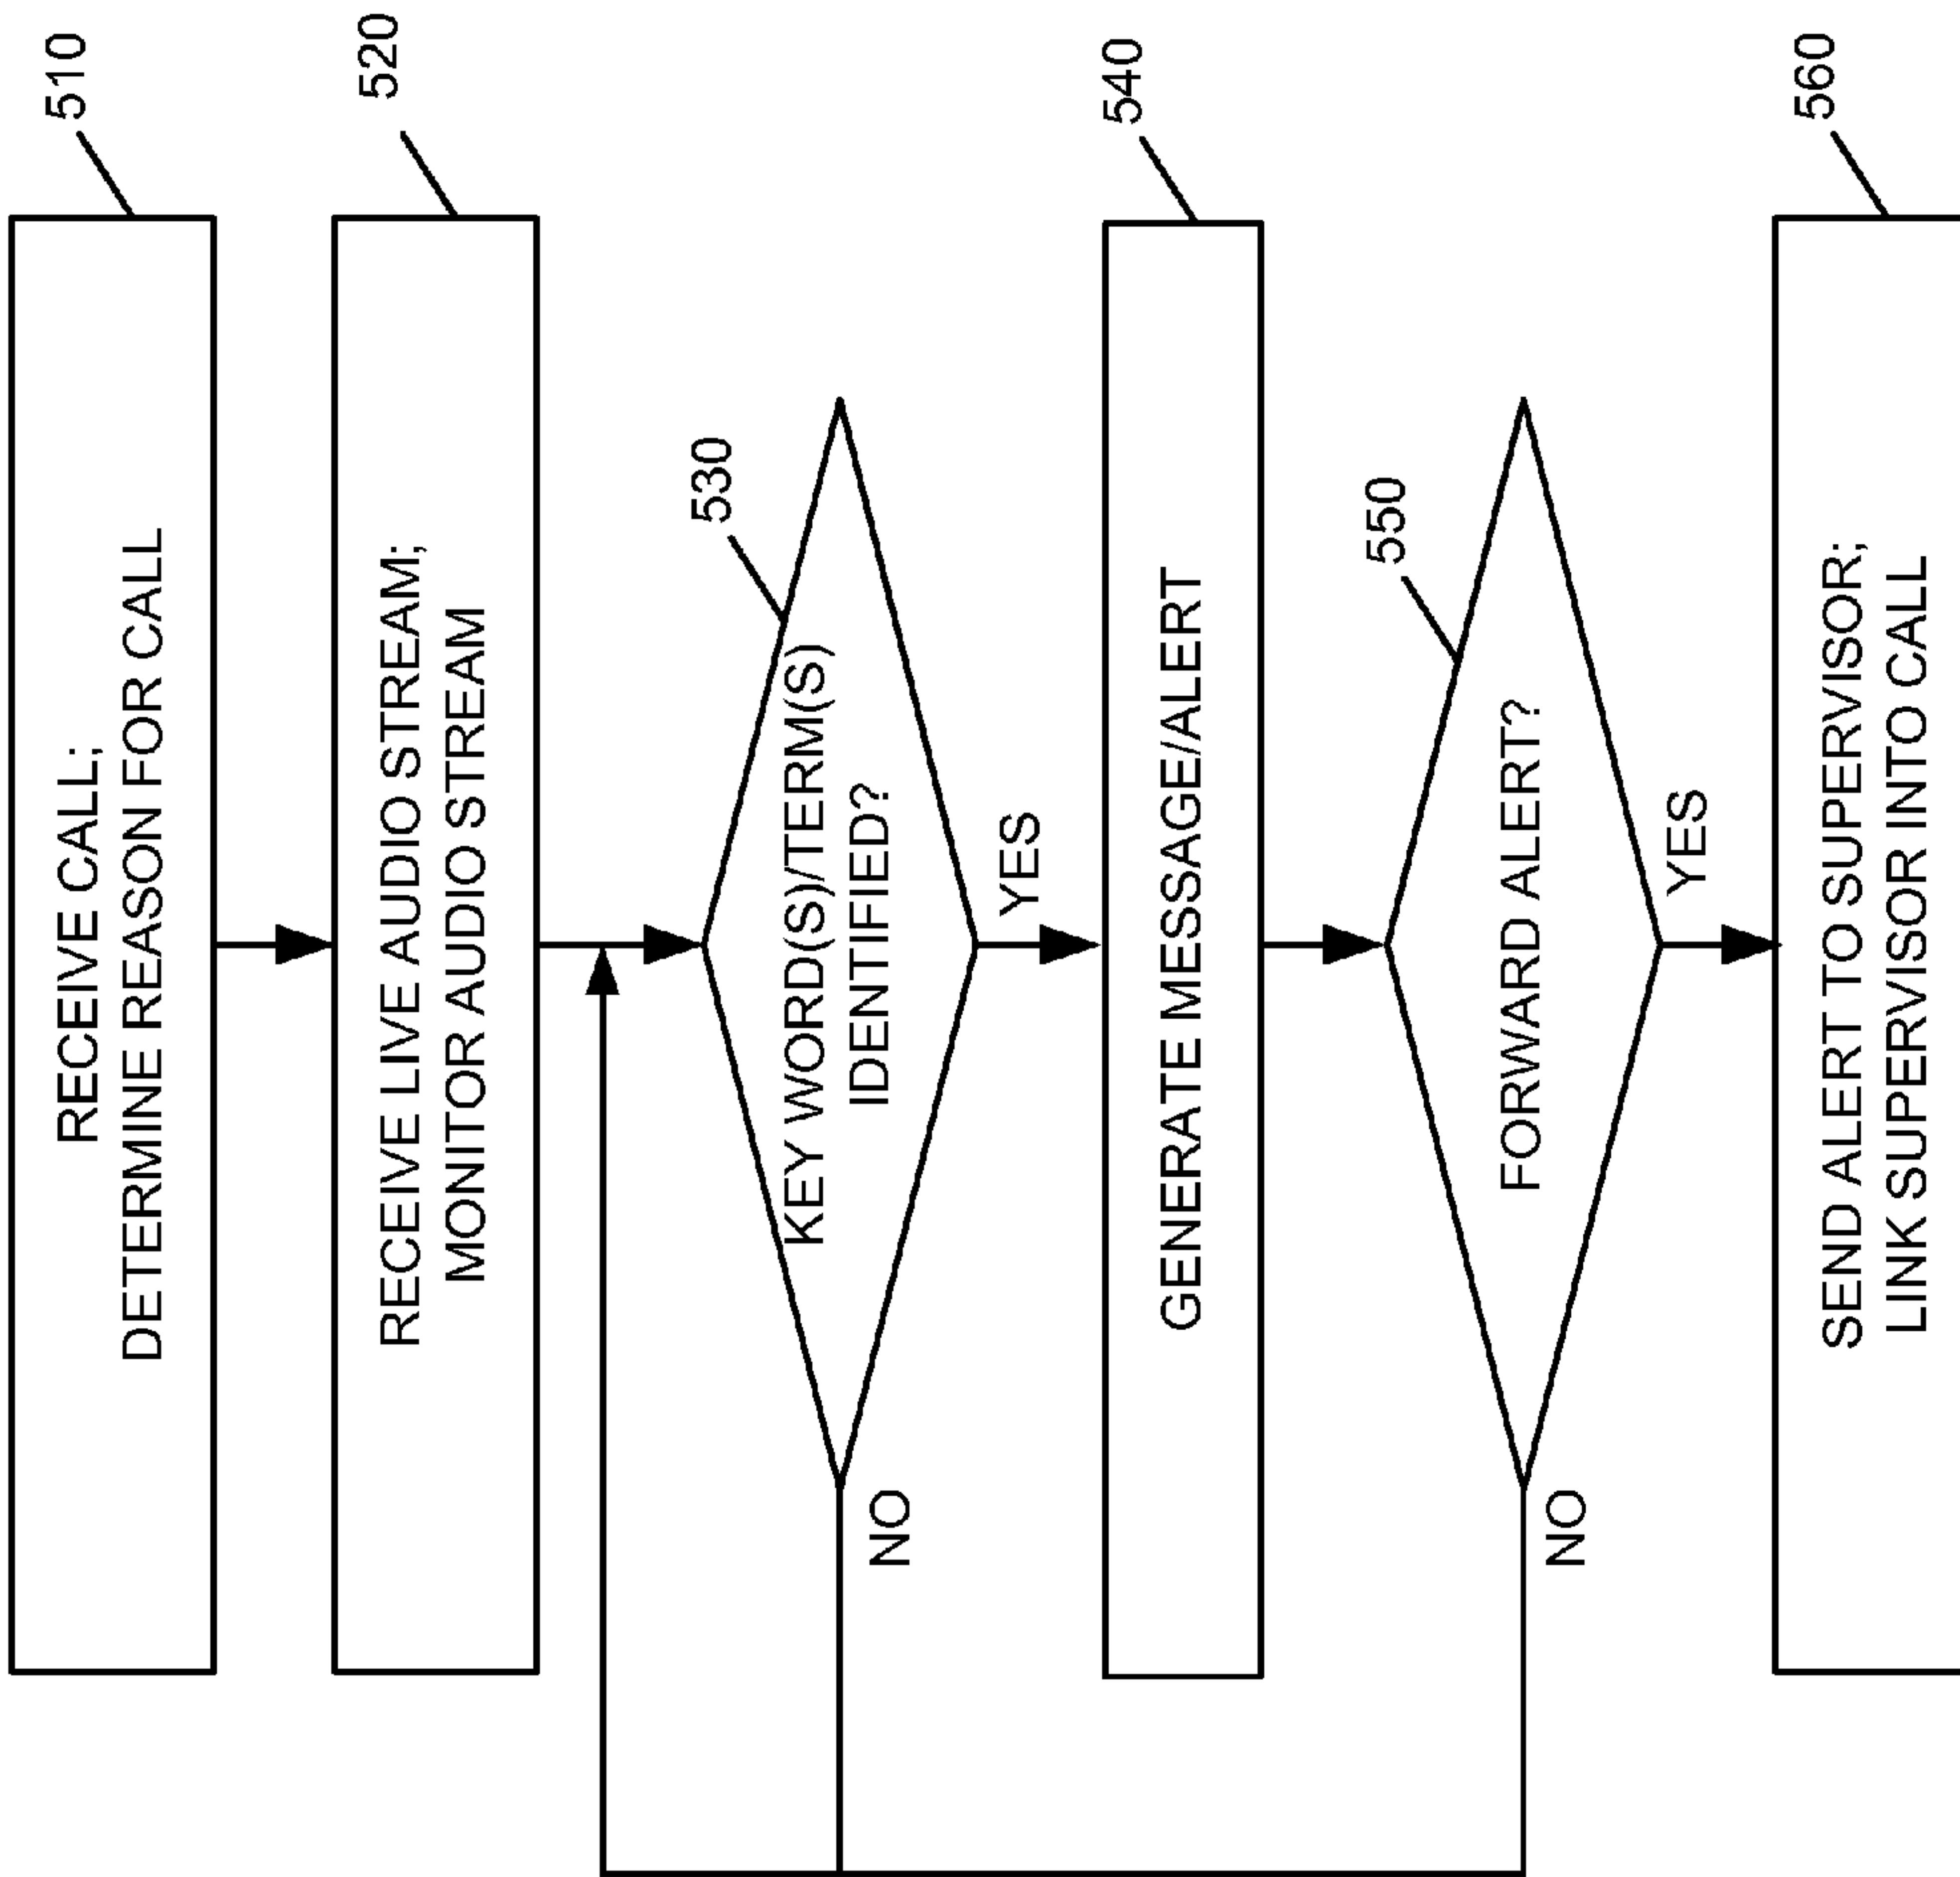 510
RECEIVE CALL;
DETERMINE REASON FOR CALL
520
RECEIVE LIVE AUDIO STREAM;
MONITOR AUDIO STREAM
530
KEY WORD(S)/TERM(S)
IDENTIFIED?
NO
YES
540
GENERATE MESSAGE/ALERT
550
FORWARD ALERT?
NO
YES
560
SEND ALERT TO SUPERVISOR;
LINK SUPERVISOR INTO CALL